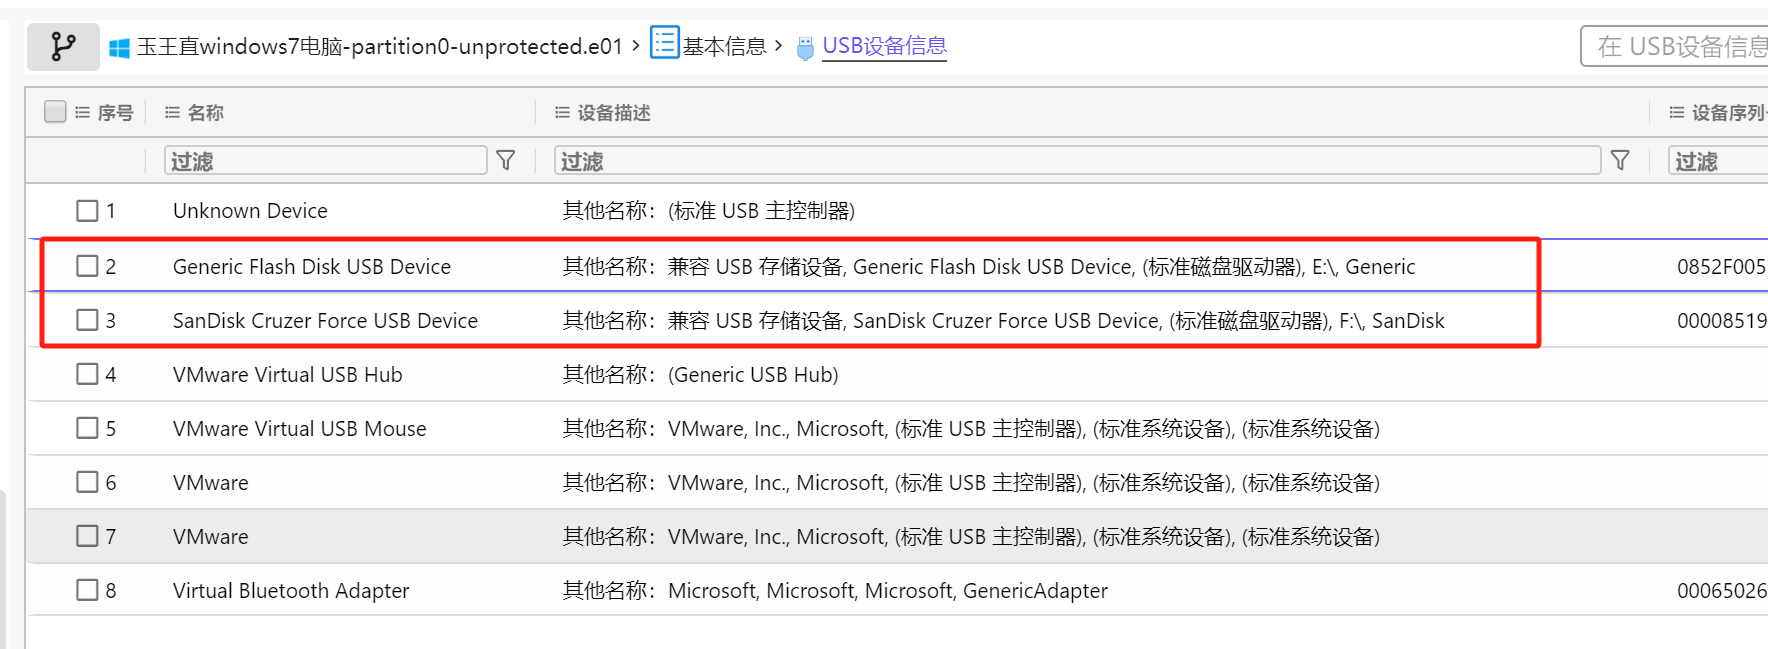 玉王直windows7电脑-partition0-unprotected.e01 > 基本信息 > USB设备信息 在 USB设备信息
序号 名称 设备描述 设备序列
过滤 过滤 过滤
1 Unknown Device 其他名称：(标准 USB 主控制器)
2 Generic Flash Disk USB Device 其他名称：兼容 USB 存储设备, Generic Flash Disk USB Device, (标准磁盘驱动器), E:\, Generic 0852F005
3 SanDisk Cruzer Force USB Device 其他名称：兼容 USB 存储设备, SanDisk Cruzer Force USB Device, (标准磁盘驱动器), F:\, SanDisk 00008519
4 VMware Virtual USB Hub 其他名称：(Generic USB Hub)
5 VMware Virtual USB Mouse 其他名称：VMware, Inc., Microsoft, (标准 USB 主控制器), (标准系统设备), (标准系统设备)
6 VMware 其他名称：VMware, Inc., Microsoft, (标准 USB 主控制器), (标准系统设备), (标准系统设备)
7 VMware 其他名称：VMware, Inc., Microsoft, (标准 USB 主控制器), (标准系统设备), (标准系统设备)
8 Virtual Bluetooth Adapter 其他名称：Microsoft, Microsoft, Microsoft, GenericAdapter 00065026